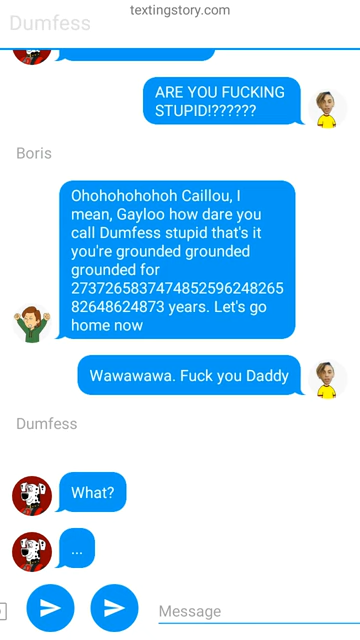 textingstory.com
Dumfess
ARE YOU FUCKING
STUPID!??????
Boris
Ohohohohohoh Caillou, I
mean, Gayloo how dare you
call Dumfess stupid that's it
you're grounded grounded
grounded for
2737265837474852596248265
82648624873 years. Let's go
home now
Wawawawa. Fuck you Daddy
Dumfess
What?
...
Message